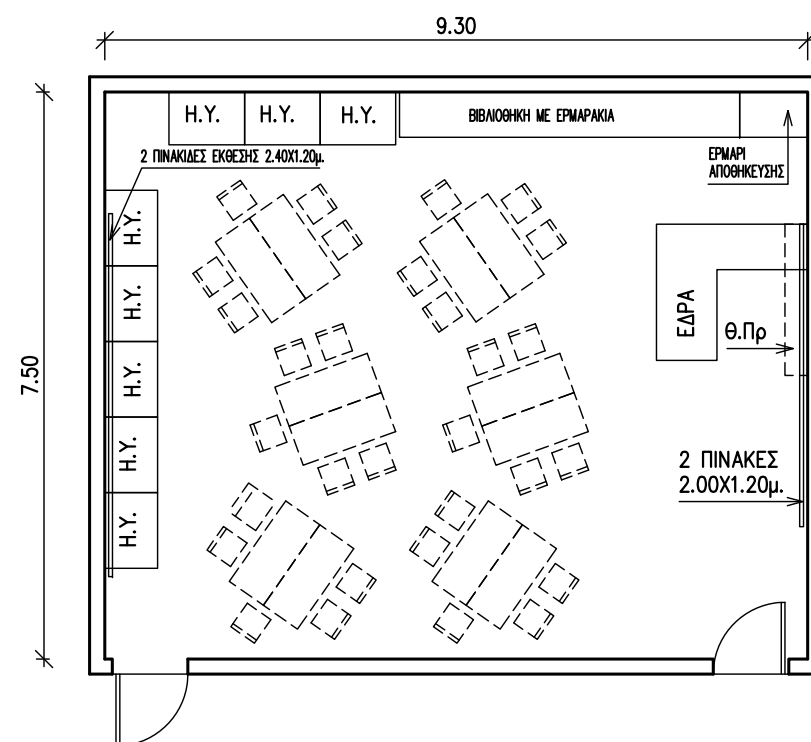 9.30
H.Y.
H.Y.
H.Y.
ΒΙΒΛΙΟΘΗΚΗ ΜΕ ΕΡΜΑΡΑΚΙΑ
2 ΠΙΝΑΚΙΔΕΣ ΕΚΘΕΣΗΣ 2.40Χ1.20μ.
ΕΡΜΑΡΙ
ΑΠΟΘΗΚΕΥΣΗΣ
H.Y.
H.Y.
H.Y.
H.Y.
H.Y.
7.50
ΕΔΡΑ
Θ.Πρ
2 ΠΙΝΑΚΕΣ
2.00Χ1.20μ.